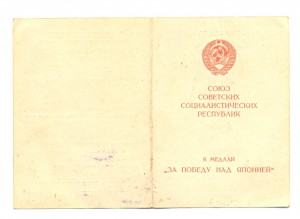 СОЮЗ
СОВЕТСКИХ
СОЦИАЛИСТИЧЕСКИХ
РЕСПУБЛИК
К МЕДАЛИ
„ЗА ПОБЕДУ НАД ЯПОНИЕЙ"